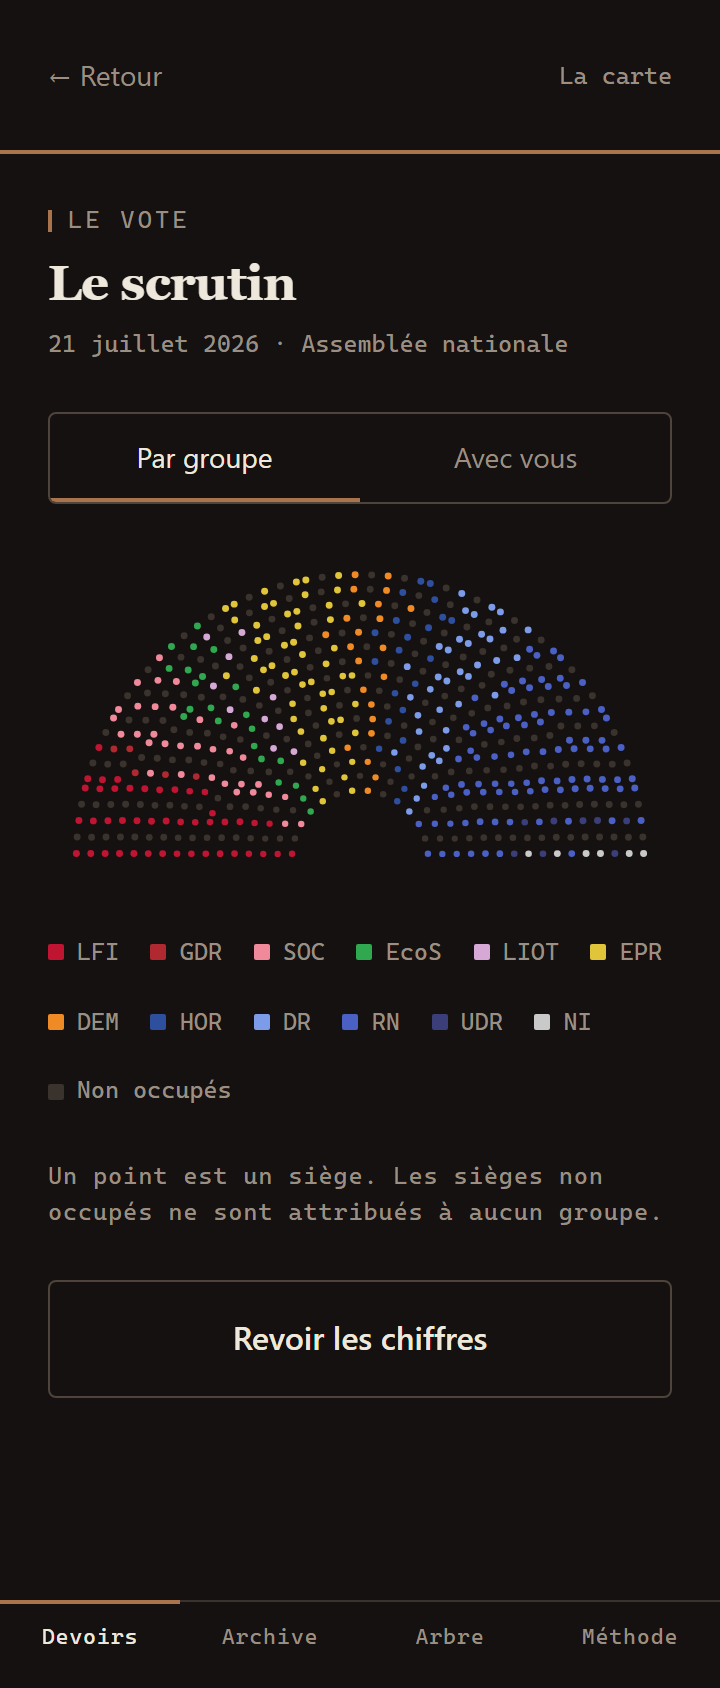 ← Retour
La carte
LE VOTE
Le scrutin
21 juillet 2026 · Assemblée nationale
Par groupe
Avec vous
LFI GDR SOC EcoS LIOT EPR
DEM HOR DR RN UDR NI
Non occupés
Un point est un siège. Les sièges non
occupés ne sont attribués à aucun groupe.
Revoir les chiffres
Devoirs Archive Arbre Méthode